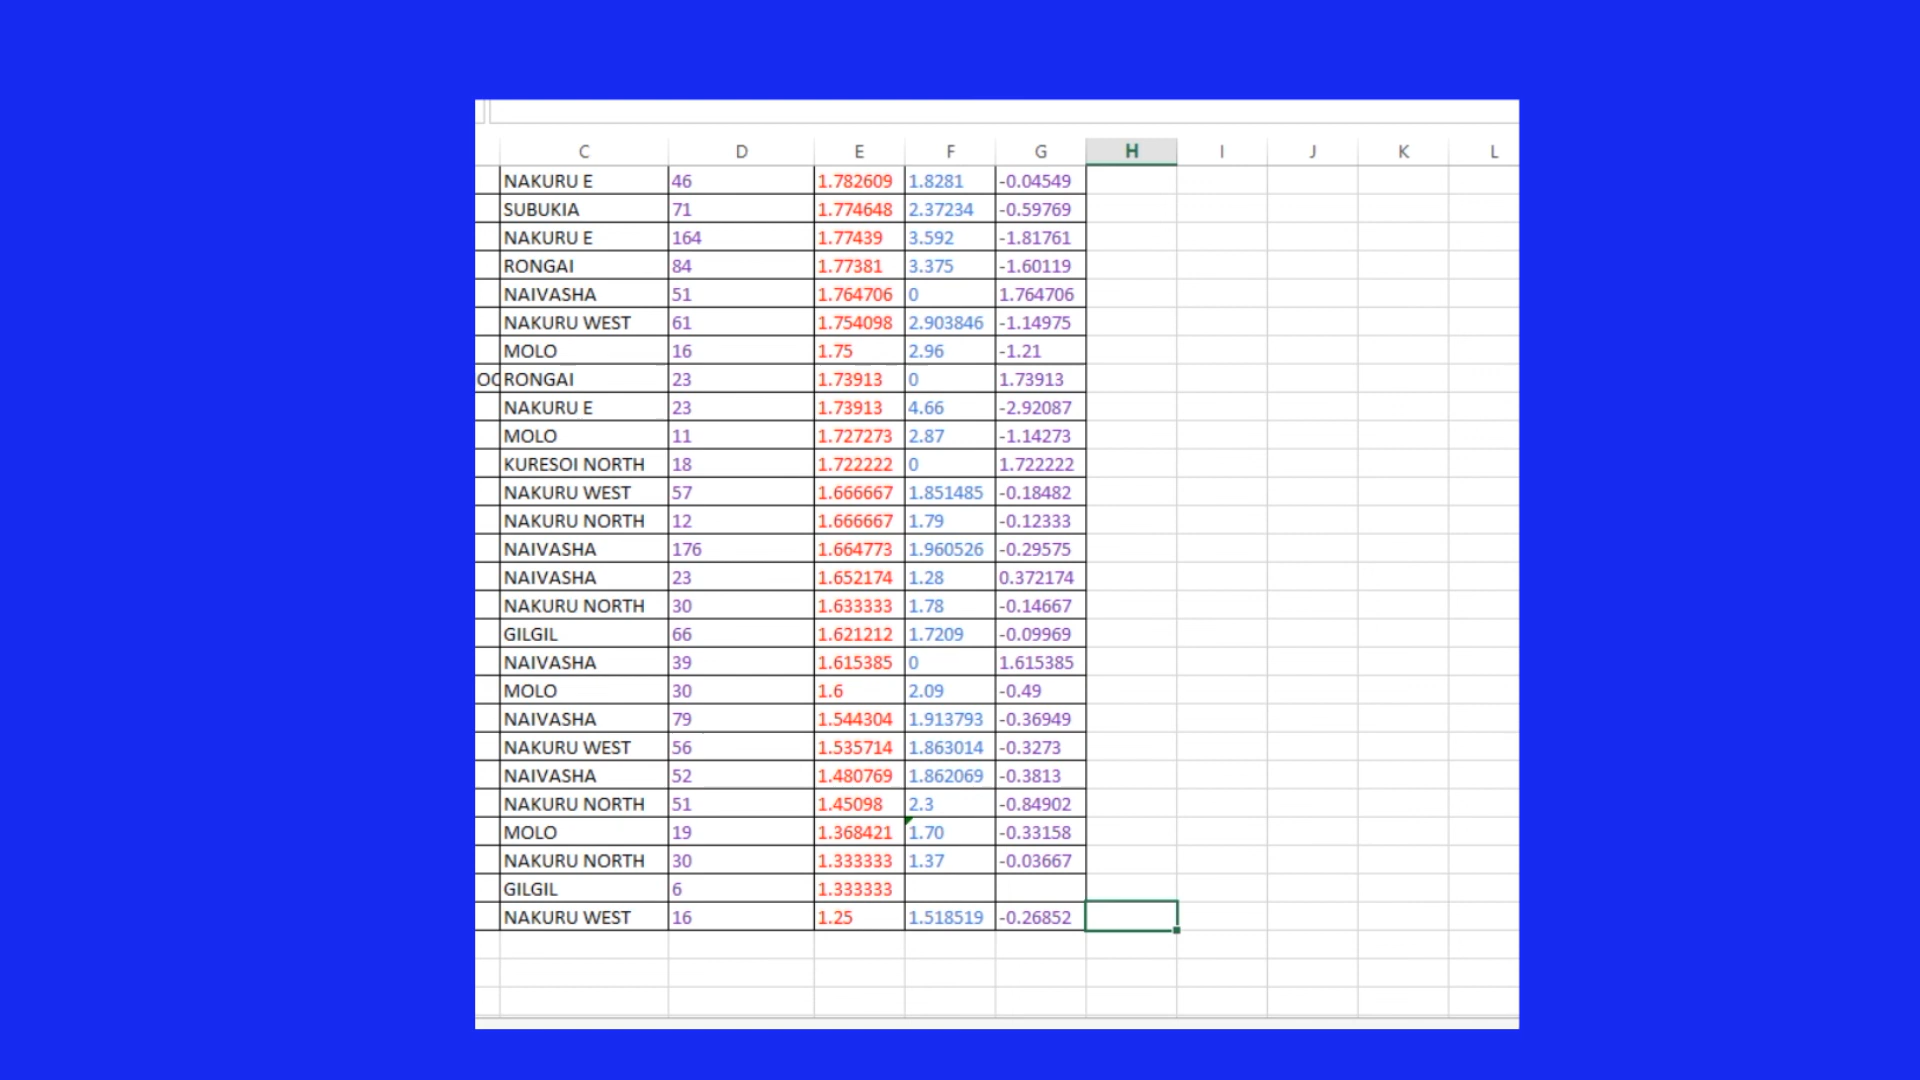 C D E F G H I J K L
NAKURU E 46 1.782609 1.8281 -0.04549
SUBUKIA 71 1.774648 2.37234 -0.59769
NAKURU E 164 1.77439 3.592 -1.81761
RONGAI 84 1.77381 3.375 -1.60119
NAIVASHA 51 1.764706 0 1.764706
NAKURU WEST 61 1.754098 2.903846 -1.14975
MOLO 16 1.75 2.96 -1.21
RONGAI 23 1.73913 0 1.73913
NAKURU E 23 1.73913 4.66 -2.92087
MOLO 11 1.727273 2.87 -1.14273
KURESOI NORTH 18 1.722222 0 1.722222
NAKURU WEST 57 1.666667 1.851485 -0.18482
NAKURU NORTH 12 1.666667 1.79 -0.12333
NAIVASHA 176 1.664773 1.960526 -0.29575
NAIVASHA 23 1.652174 1.28 0.372174
NAKURU NORTH 30 1.633333 1.78 -0.14667
GILGIL 66 1.621212 1.7209 -0.09969
NAIVASHA 39 1.615385 0 1.615385
MOLO 30 1.6 2.09 -0.49
NAIVASHA 79 1.544304 1.913793 -0.36949
NAKURU WEST 56 1.535714 1.863014 -0.3273
NAIVASHA 52 1.480769 1.862069 -0.3813
NAKURU NORTH 51 1.45098 2.3 -0.84902
MOLO 19 1.368421 1.70 -0.33158
NAKURU NORTH 30 1.333333 1.37 -0.03667
GILGIL 6 1.333333
NAKURU WEST 16 1.25 1.518519 -0.26852